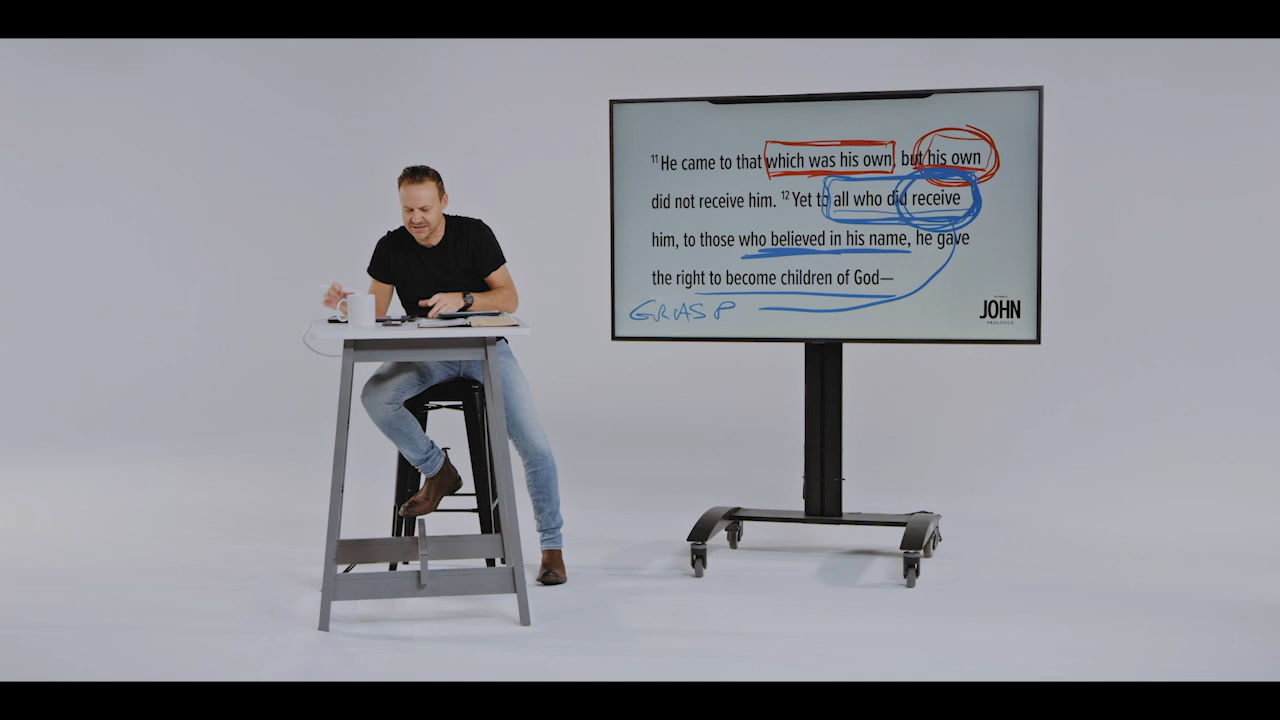 11 He came to that which was his own, but his own
did not receive him. 12 Yet to all who did receive
him, to those who believed in his name, he gave
the right to become children of God—
GRASP
JOHN
PROLOGUE